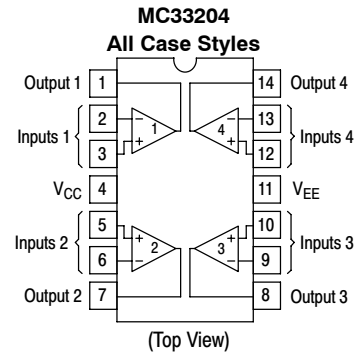 MC33204
All Case Styles
Output 1 1 14 Output 4
2 − − 13
Inputs 1 1 4 Inputs 4
3 + + 12
VCC 4 11 VEE
5 + + 10
Inputs 2 2 3 Inputs 3
6 − − 9
Output 2 7 8 Output 3
(Top View)